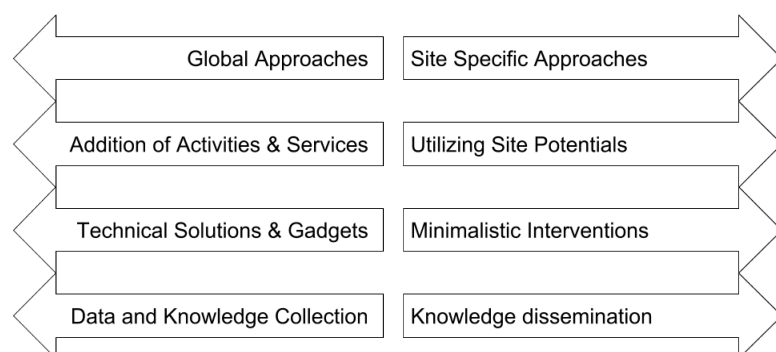 Global Approaches
Site Specific Approaches
Addition of Activities & Services
Utilizing Site Potentials
Technical Solutions & Gadgets
Minimalistic Interventions
Data and Knowledge Collection
Knowledge dissemination